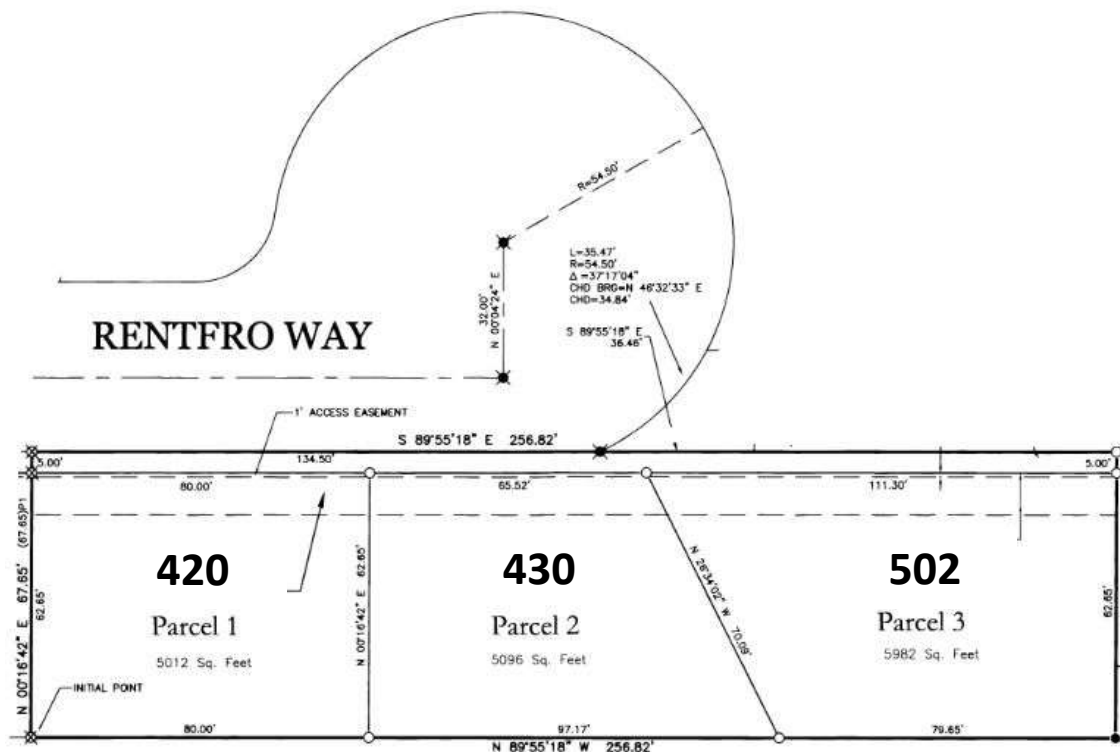 R=54.50'
L=35.47'
R=54.50'
Δ =37°17'04"
CHD BRG=N 46°32'33" E
CHD=34.84'
32.00'
N 00°04'24" E
S 89°55'18" E
36.46'
RENTFRO WAY
1' ACCESS EASEMENT
S 89°55'18" E 256.82'
5.00'
134.50'
5.00'
80.00'
65.52'
111.30'
N 00°16'42" E 67.65' (67.65)P1
62.65'
N 00°16'42" E 62.65'
N 26°34'02" W 70.09'
62.65'
420
430
502
Parcel 1
Parcel 2
Parcel 3
5012 Sq. Feet
5096 Sq. Feet
5982 Sq. Feet
INITIAL POINT
80.00'
97.17'
79.65'
N 89°55'18" W 256.82'